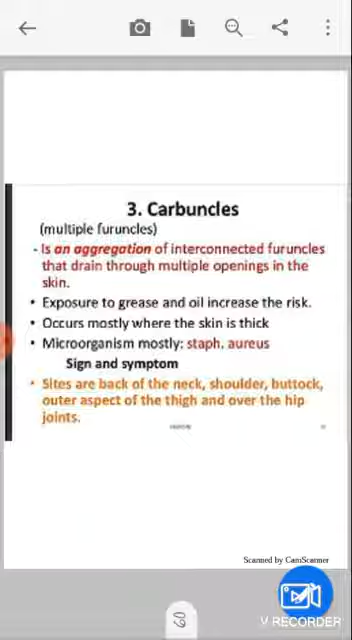 3. Carbuncles
(multiple furuncles)
- Is an aggregation of interconnected furuncles
that drain through multiple openings in the
skin.
• Exposure to grease and oil increase the risk.
• Occurs mostly where the skin is thick
• Microorganism mostly: staph. aureus
Sign and symptom
• Sites are back of the neck, shoulder, buttock,
outer aspect of the thigh and over the hip
joints.
Scanned by CamScanner
V RECORDER